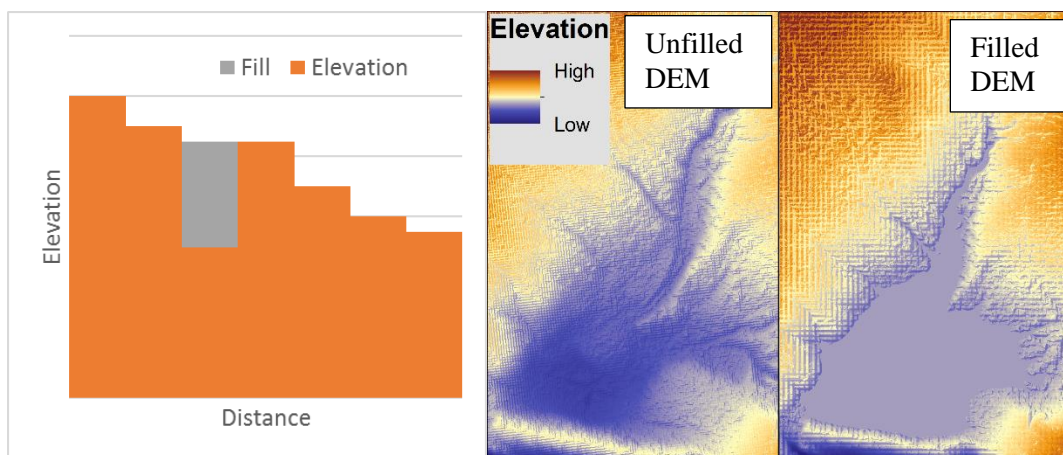 Fill Elevation
Elevation
Distance
Elevation
High
Low
Unfilled
DEM
Filled
DEM